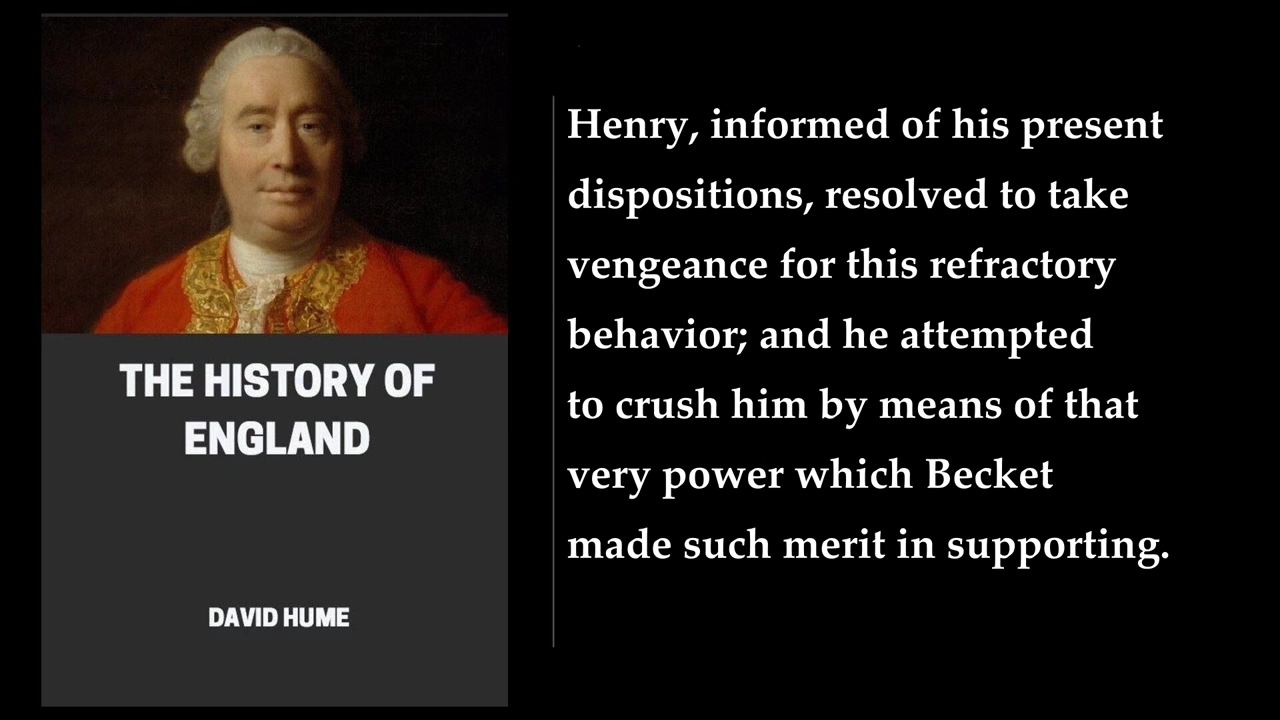 THE HISTORY OF
ENGLAND
DAVID HUME
Henry, informed of his present
dispositions, resolved to take
vengeance for this refractory
behavior; and he attempted
to crush him by means of that
very power which Becket
made such merit in supporting.